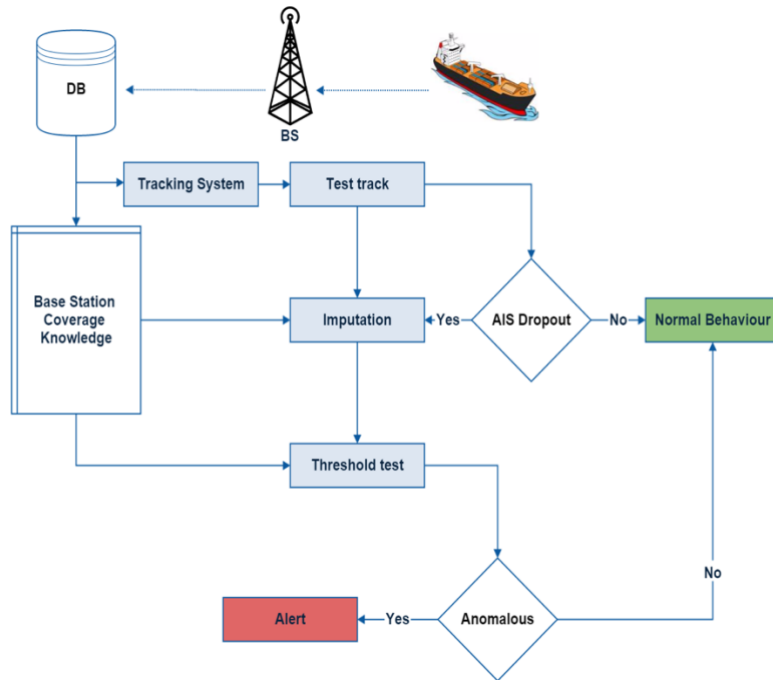 DB
BS
Tracking System
Test track
Base Station
Coverage
Knowledge
Imputation
Yes
AIS Dropout
No
Normal Behaviour
Threshold test
No
Alert
Yes
Anomalous